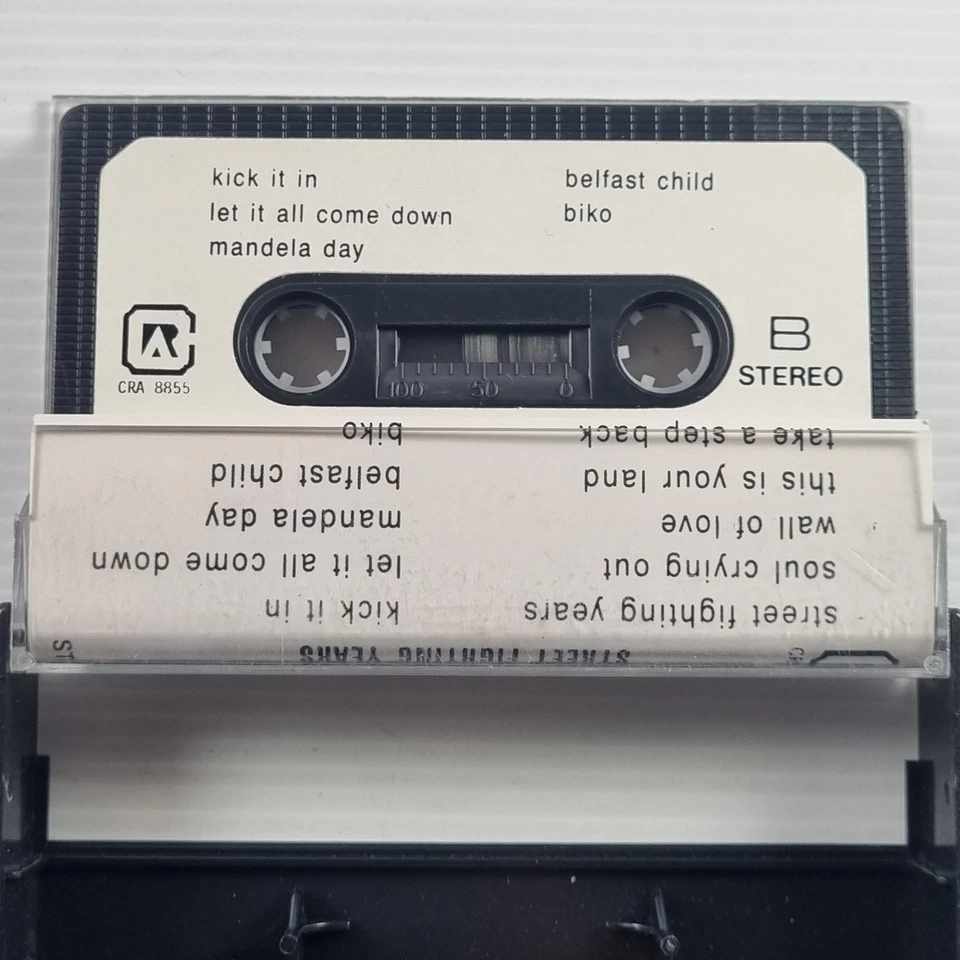 kick it in
let it all come down
mandela day
belfast child
biko
CRA 8855
100 50 0
B
STEREO
STREET FIGHTING YEARS
street fighting years
soul crying out
wall of love
this is your land
take a step back
kick it in
let it all come down
mandela day
belfast child
biko